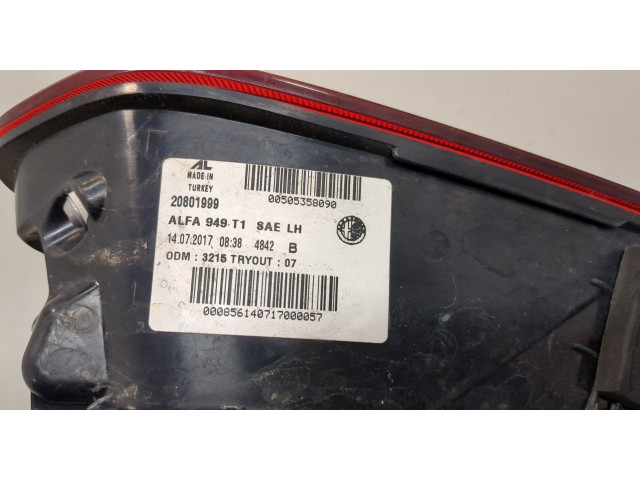 AL
MADE IN
TURKEY
20801999
00505358090
ALFA 949 T1 SAE LH
14.07.2017 08:38 4842 B
ODM : 3215 TRYOUT : 07
000856140717000057